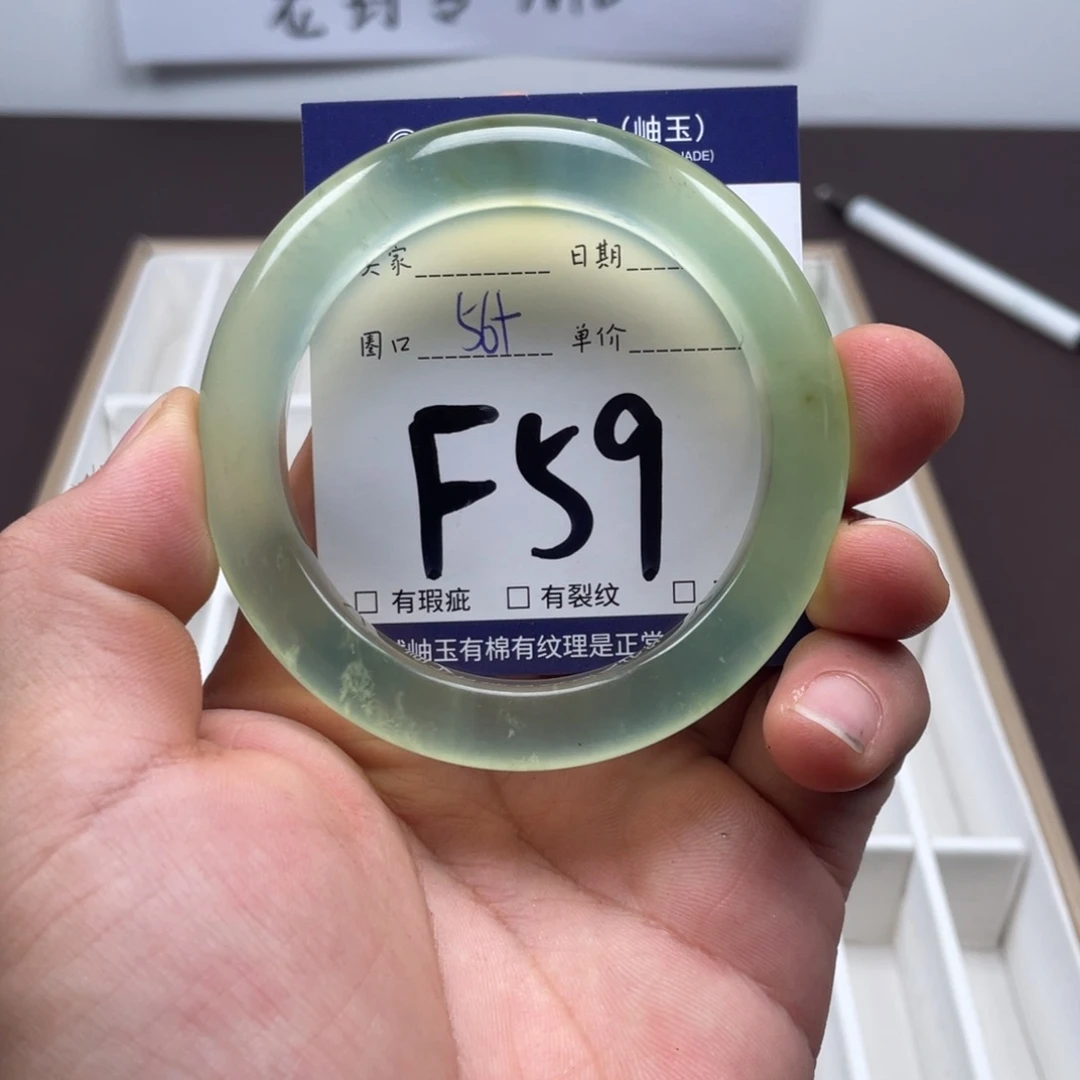 （岫玉）
JADE)
家 日期
圈口 56+ 单价
F59
□ 有瑕疵 □ 有裂纹 □
岫玉有棉有纹理是正常